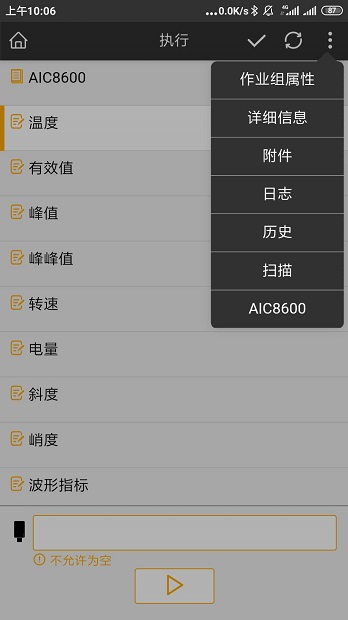 上午10:06
...0.0K/s 4G 87
执行
AIC8600
温度
有效值
峰值
峰峰值
转速
电量
斜度
峭度
波形指标
作业组属性
详细信息
附件
日志
历史
扫描
AIC8600
不允许为空